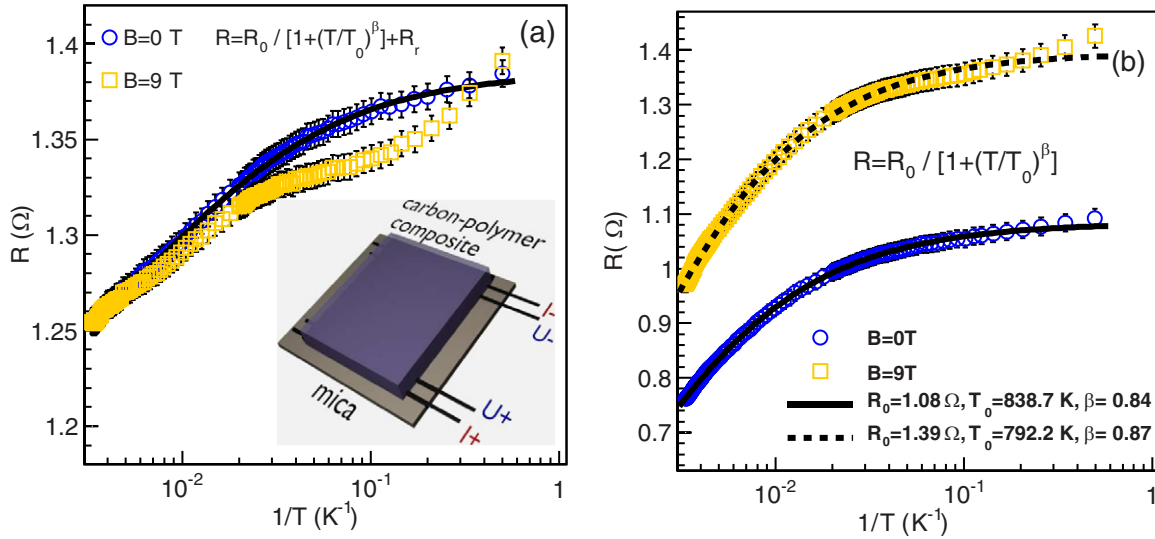 (a)
B=0 T
R=R₀ / [1+(T/T₀)^β]+Rᵣ
B=9 T
1.4
1.35
1.3
1.25
1.2
R (Ω)
carbon-polymer
composite
mica
I-
U-
U+
I+
10⁻²
10⁻¹
1
1/T (K⁻¹)
(b)
1.4
1.3
1.2
1.1
1
0.9
0.8
0.7
R( Ω)
R=R₀ / [1+(T/T₀)^β]
B=0T
B=9T
R₀=1.08 Ω, T₀=838.7 K, β= 0.84
R₀=1.39 Ω, T₀=792.2 K, β= 0.87
10⁻²
10⁻¹
1
1/T (K⁻¹)